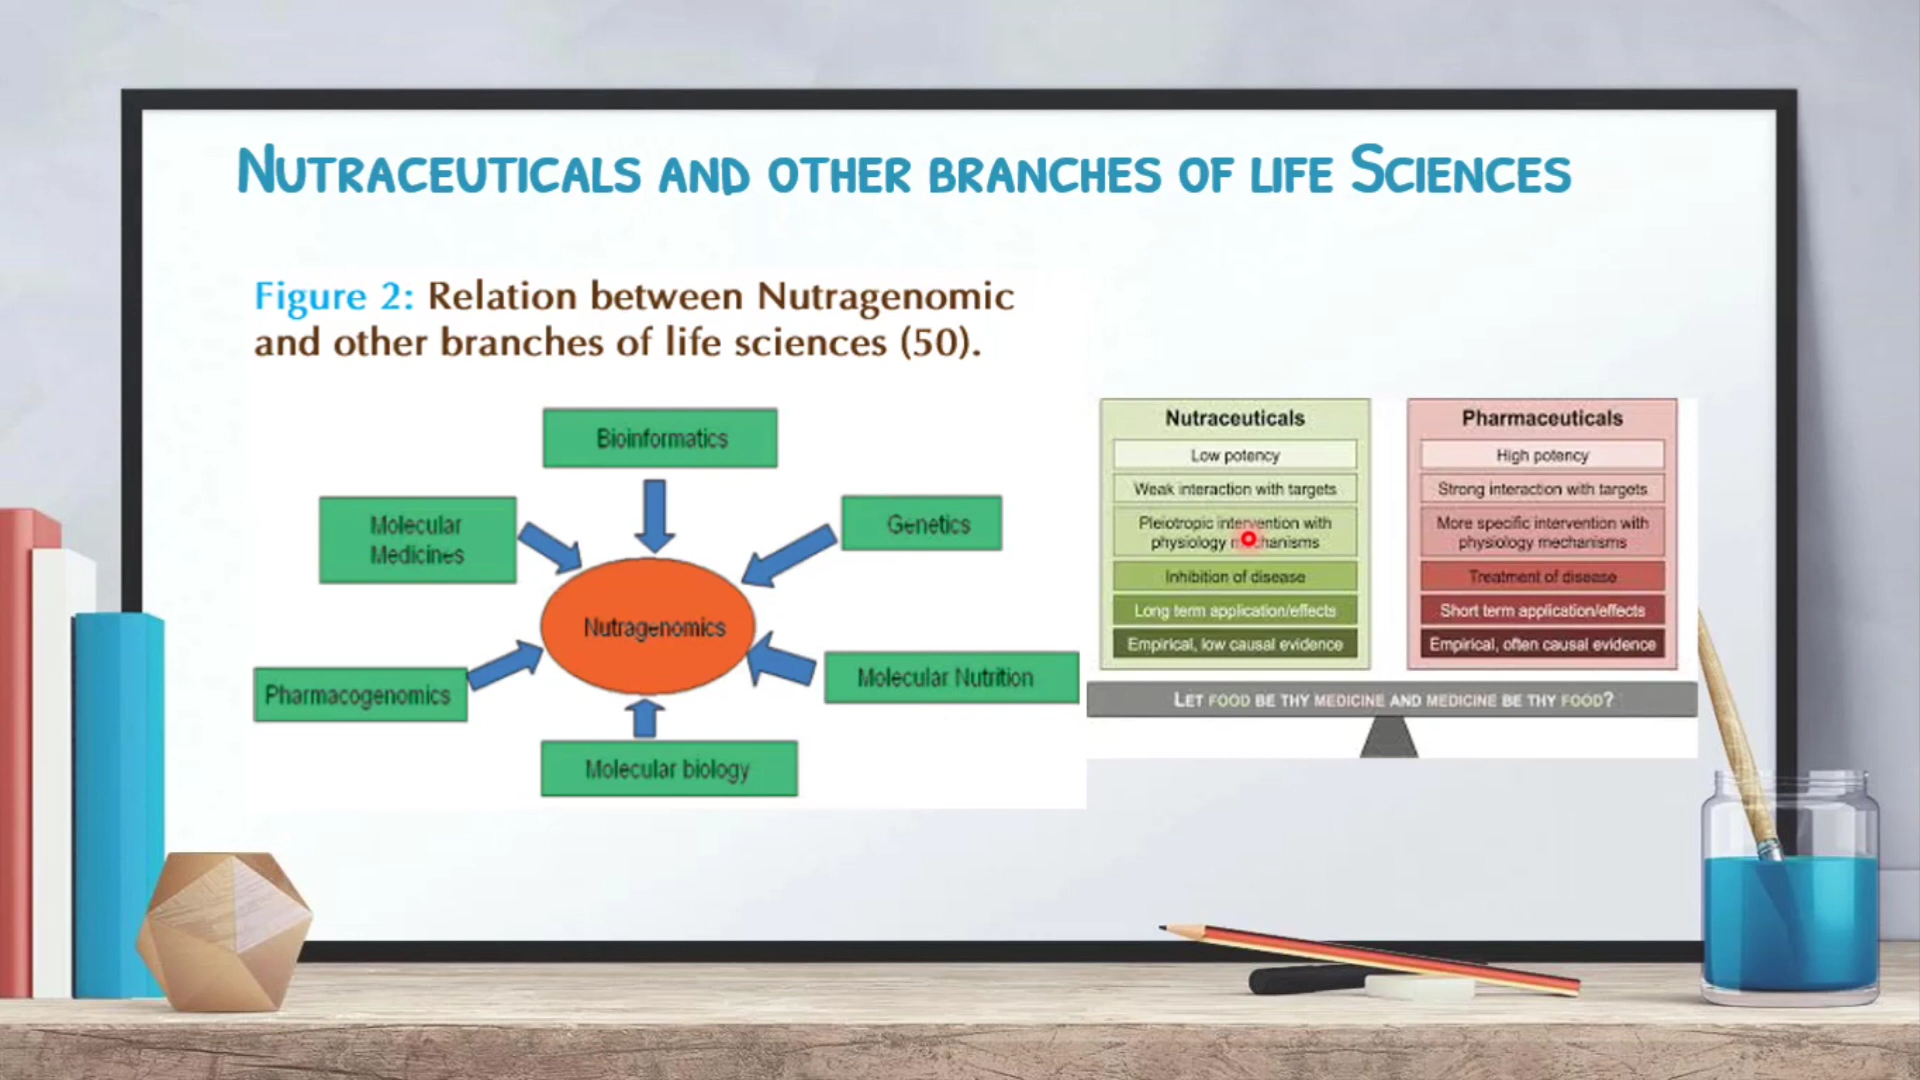 Nutraceuticals and other branches of life Sciences
Figure 2: Relation between Nutragenomic
and other branches of life sciences (50).
Bioinformatics
Molecular
Medicines
Genetics
Nutragenomics
Pharmacogenomics
Molecular Nutrition
Molecular biology
Nutraceuticals
Low potency
Weak interaction with targets
Pleiotropic intervention with
physiology mechanisms
Inhibition of disease
Long term application/effects
Empirical, low causal evidence
Pharmaceuticals
High potency
Strong interaction with targets
More specific intervention with
physiology mechanisms
Treatment of disease
Short term application/effects
Empirical, often causal evidence
LET FOOD BE THY MEDICINE AND MEDICINE BE THY FOOD?